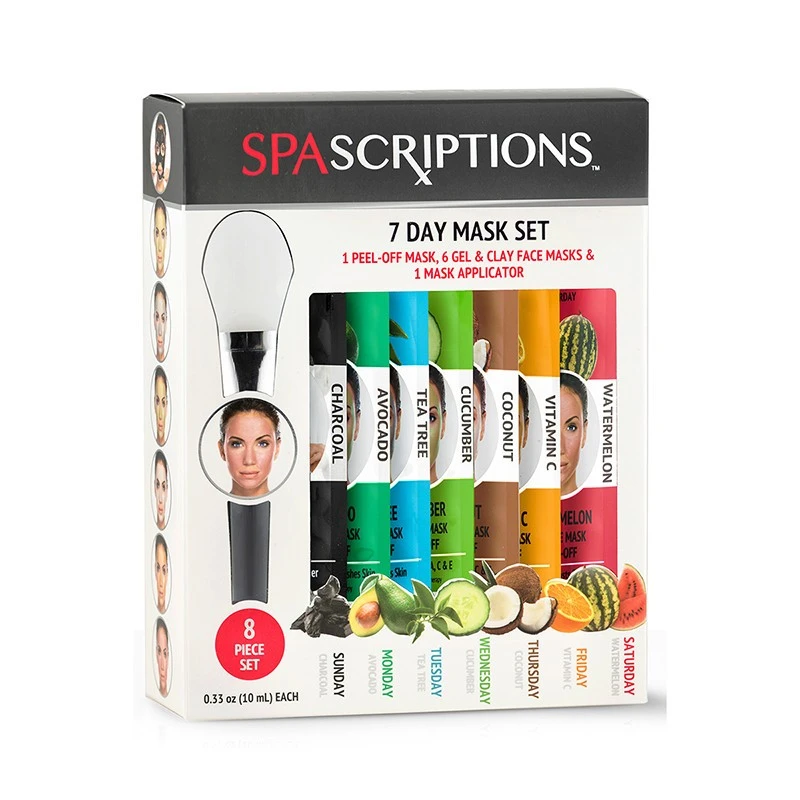 SPASCRIPTIONS™
7 DAY MASK SET
1 PEEL-OFF MASK, 6 GEL & CLAY FACE MASKS &
1 MASK APPLICATOR
CHARCOAL
AVOCADO
TEA TREE
CUCUMBER
COCONUT
VITAMIN C
WATERMELON
8
PIECE
SET
0.33 oz (10 mL) EACH
SUNDAY
CHARCOAL
MONDAY
AVOCADO
TUESDAY
TEA TREE
WEDNESDAY
CUCUMBER
THURSDAY
COCONUT
FRIDAY
VITAMIN C
SATURDAY
WATERMELON